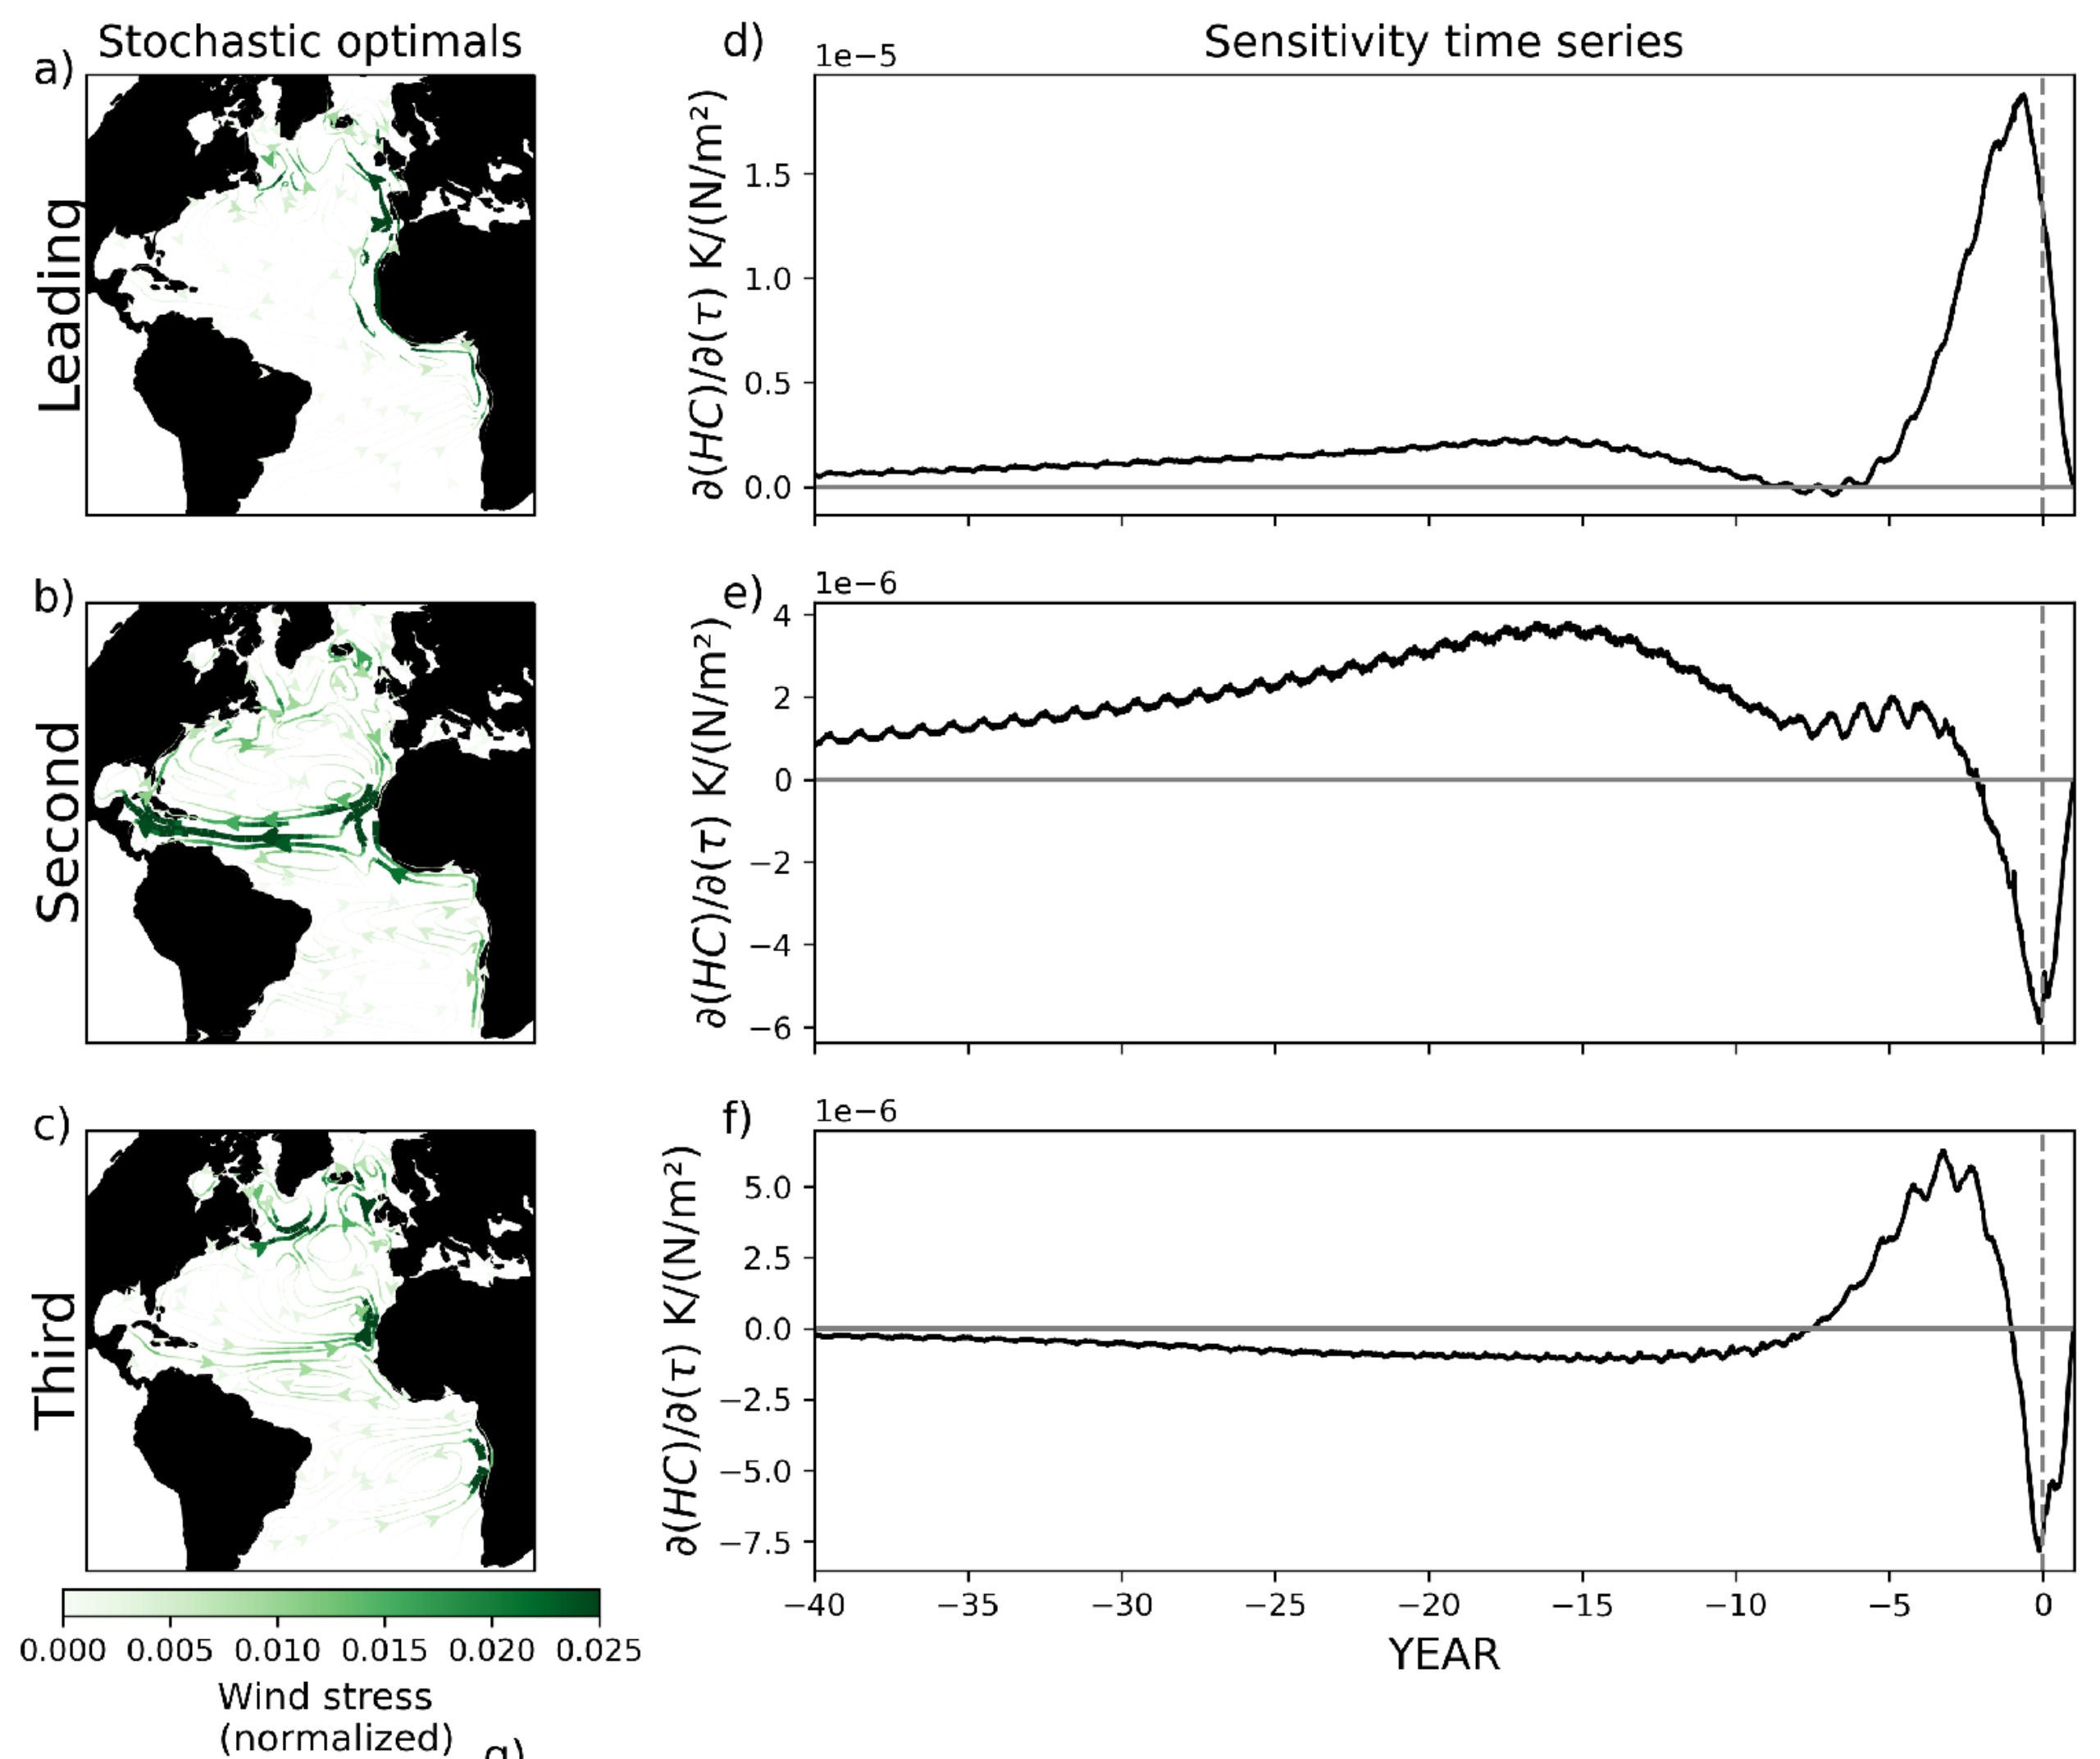 Stochastic optimals
Sensitivity time series
a)
Leading
d)
1e−5
∂(HC)/∂(τ) K/(N/m²)
1.5
1.0
0.5
0.0
b)
Second
e)
1e−6
∂(HC)/∂(τ) K/(N/m²)
4
2
0
−2
−4
−6
c)
Third
f)
1e−6
∂(HC)/∂(τ) K/(N/m²)
5.0
2.5
0.0
−2.5
−5.0
−7.5
−40 −35 −30 −25 −20 −15 −10 −5 0
YEAR
0.000 0.005 0.010 0.015 0.020 0.025
Wind stress
(normalized)
g)